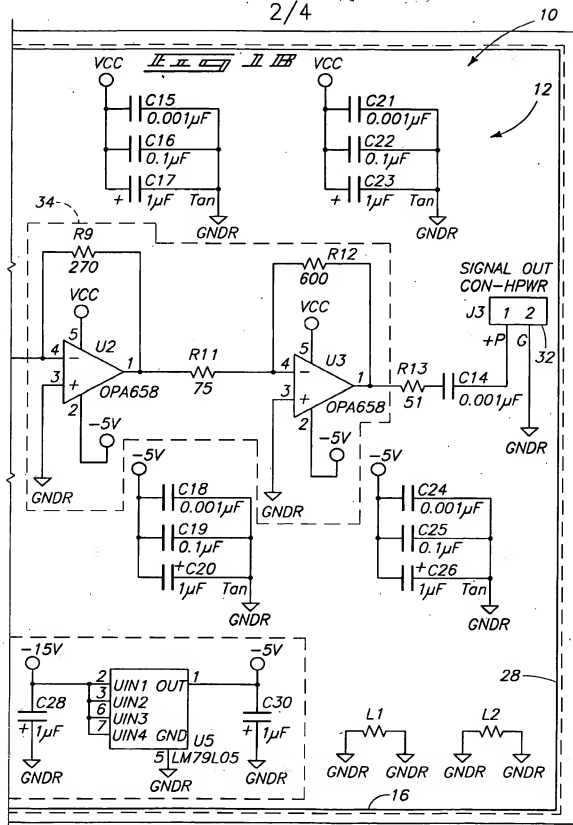 2/4
Fig 1B
10
12
VCC
C15
0.001µF
C16
0.1µF
C17
+ 1µF Tan
GNDR
VCC
C21
0.001µF
C22
0.1µF
C23
+ 1µF Tan
GNDR
34
R9
270
VCC
5
U2
4 −
3 +
1
2
OPA658
-5V
GNDR
R11
75
R12
600
VCC
5
U3
4 −
3 +
1
2
OPA658
-5V
GNDR
R13
51
C14
0.001µF
SIGNAL OUT
CON-HPWR
J3
1 2
+P G
32
GNDR
-5V
C18
0.001µF
C19
0.1µF
+ C20
1µF Tan
GNDR
-5V
C24
0.001µF
C25
0.1µF
+ C26
1µF Tan
GNDR
-15V
C28
+ 1µF
GNDR
2 UIN1 OUT 1
3 UIN2
6 UIN3
7 UIN4 GND
U5
5 LM79L05
GNDR
-5V
C30
+ 1µF
GNDR
L1
GNDR GNDR
L2
GNDR GNDR
28
16